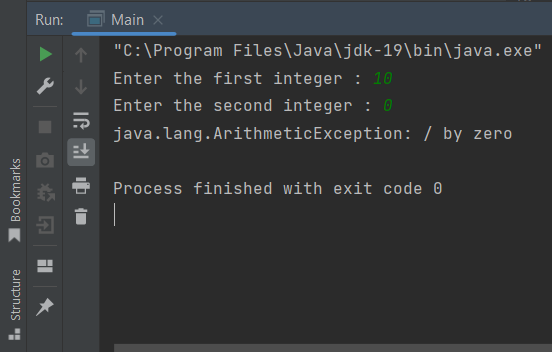 Run: Main
"C:\Program Files\Java\jdk-19\bin\java.exe"
Enter the first integer : 10
Enter the second integer : 0
java.lang.ArithmeticException: / by zero
Process finished with exit code 0
Bookmarks
Structure